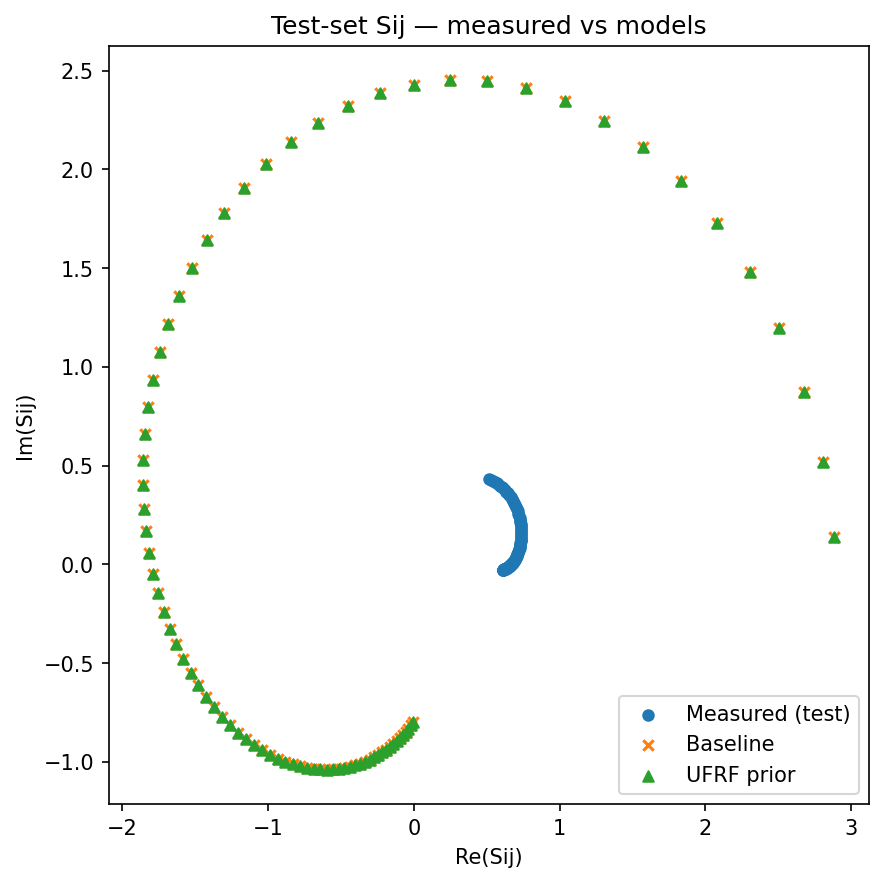 Test-set Sij — measured vs models
2.5
2.0
1.5
1.0
0.5
0.0
−0.5
−1.0
Im(Sij)
−2
−1
0
1
2
3
Re(Sij)
Measured (test)
Baseline
UFRF prior